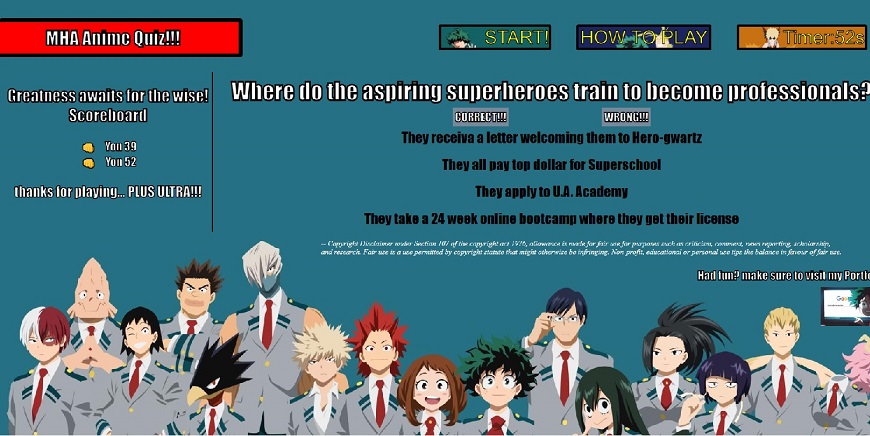 MHA Anime Quiz!!!
START!
HOW TO PLAY
Timer:52s
Greatness awaits for the wise!
Scoreboard
You 39
You 52
thanks for playing... PLUS ULTRA!!!
Where do the aspiring superheroes train to become professionals?
CORRECT!!!
WRONG!!!
They receiva a letter welcoming them to Hero-gwartz
They all pay top dollar for Superschool
They apply to U.A. Academy
They take a 24 week online bootcamp where they get their license
-- Copyright Disclaimer under Section 107 of the copyright act 1976, allowance is made for fair use for purposes such as criticism, comment, news reporting, scholarship,
and research. Fair use is a use permitted by copyright statute that might otherwise be infringing. Non profit, educational or personal use tips the balance in favour of fair use.
Had fun? make sure to visit my Portfo